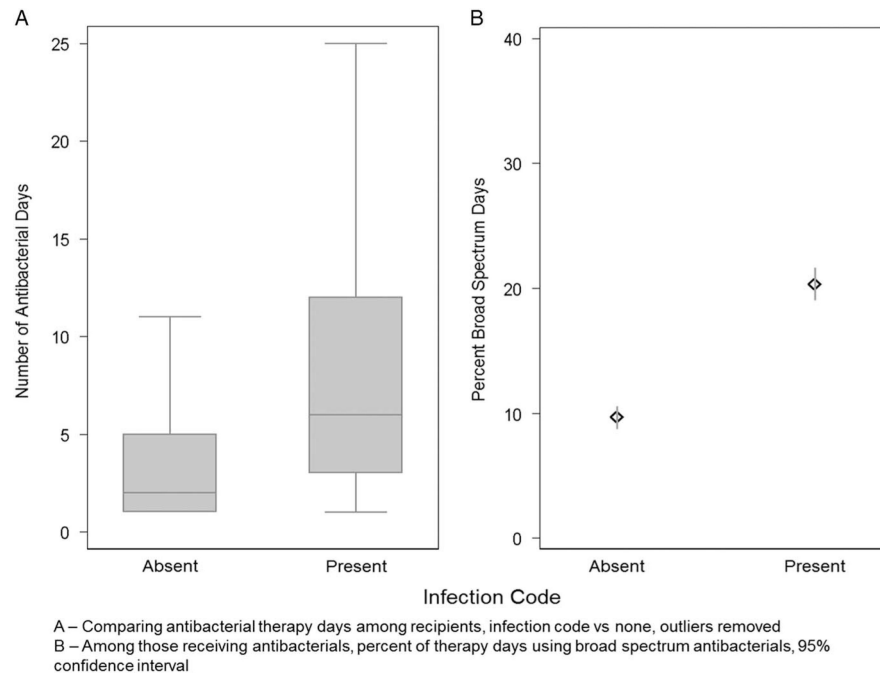 A
B
Number of Antibacterial Days
25
20
15
10
5
0
Absent
Present
Percent Broad Spectrum Days
40
30
20
10
0
Absent
Present
Infection Code
A – Comparing antibacterial therapy days among recipients, infection code vs none, outliers removed
B – Among those receiving antibacterials, percent of therapy days using broad spectrum antibacterials, 95%
confidence interval